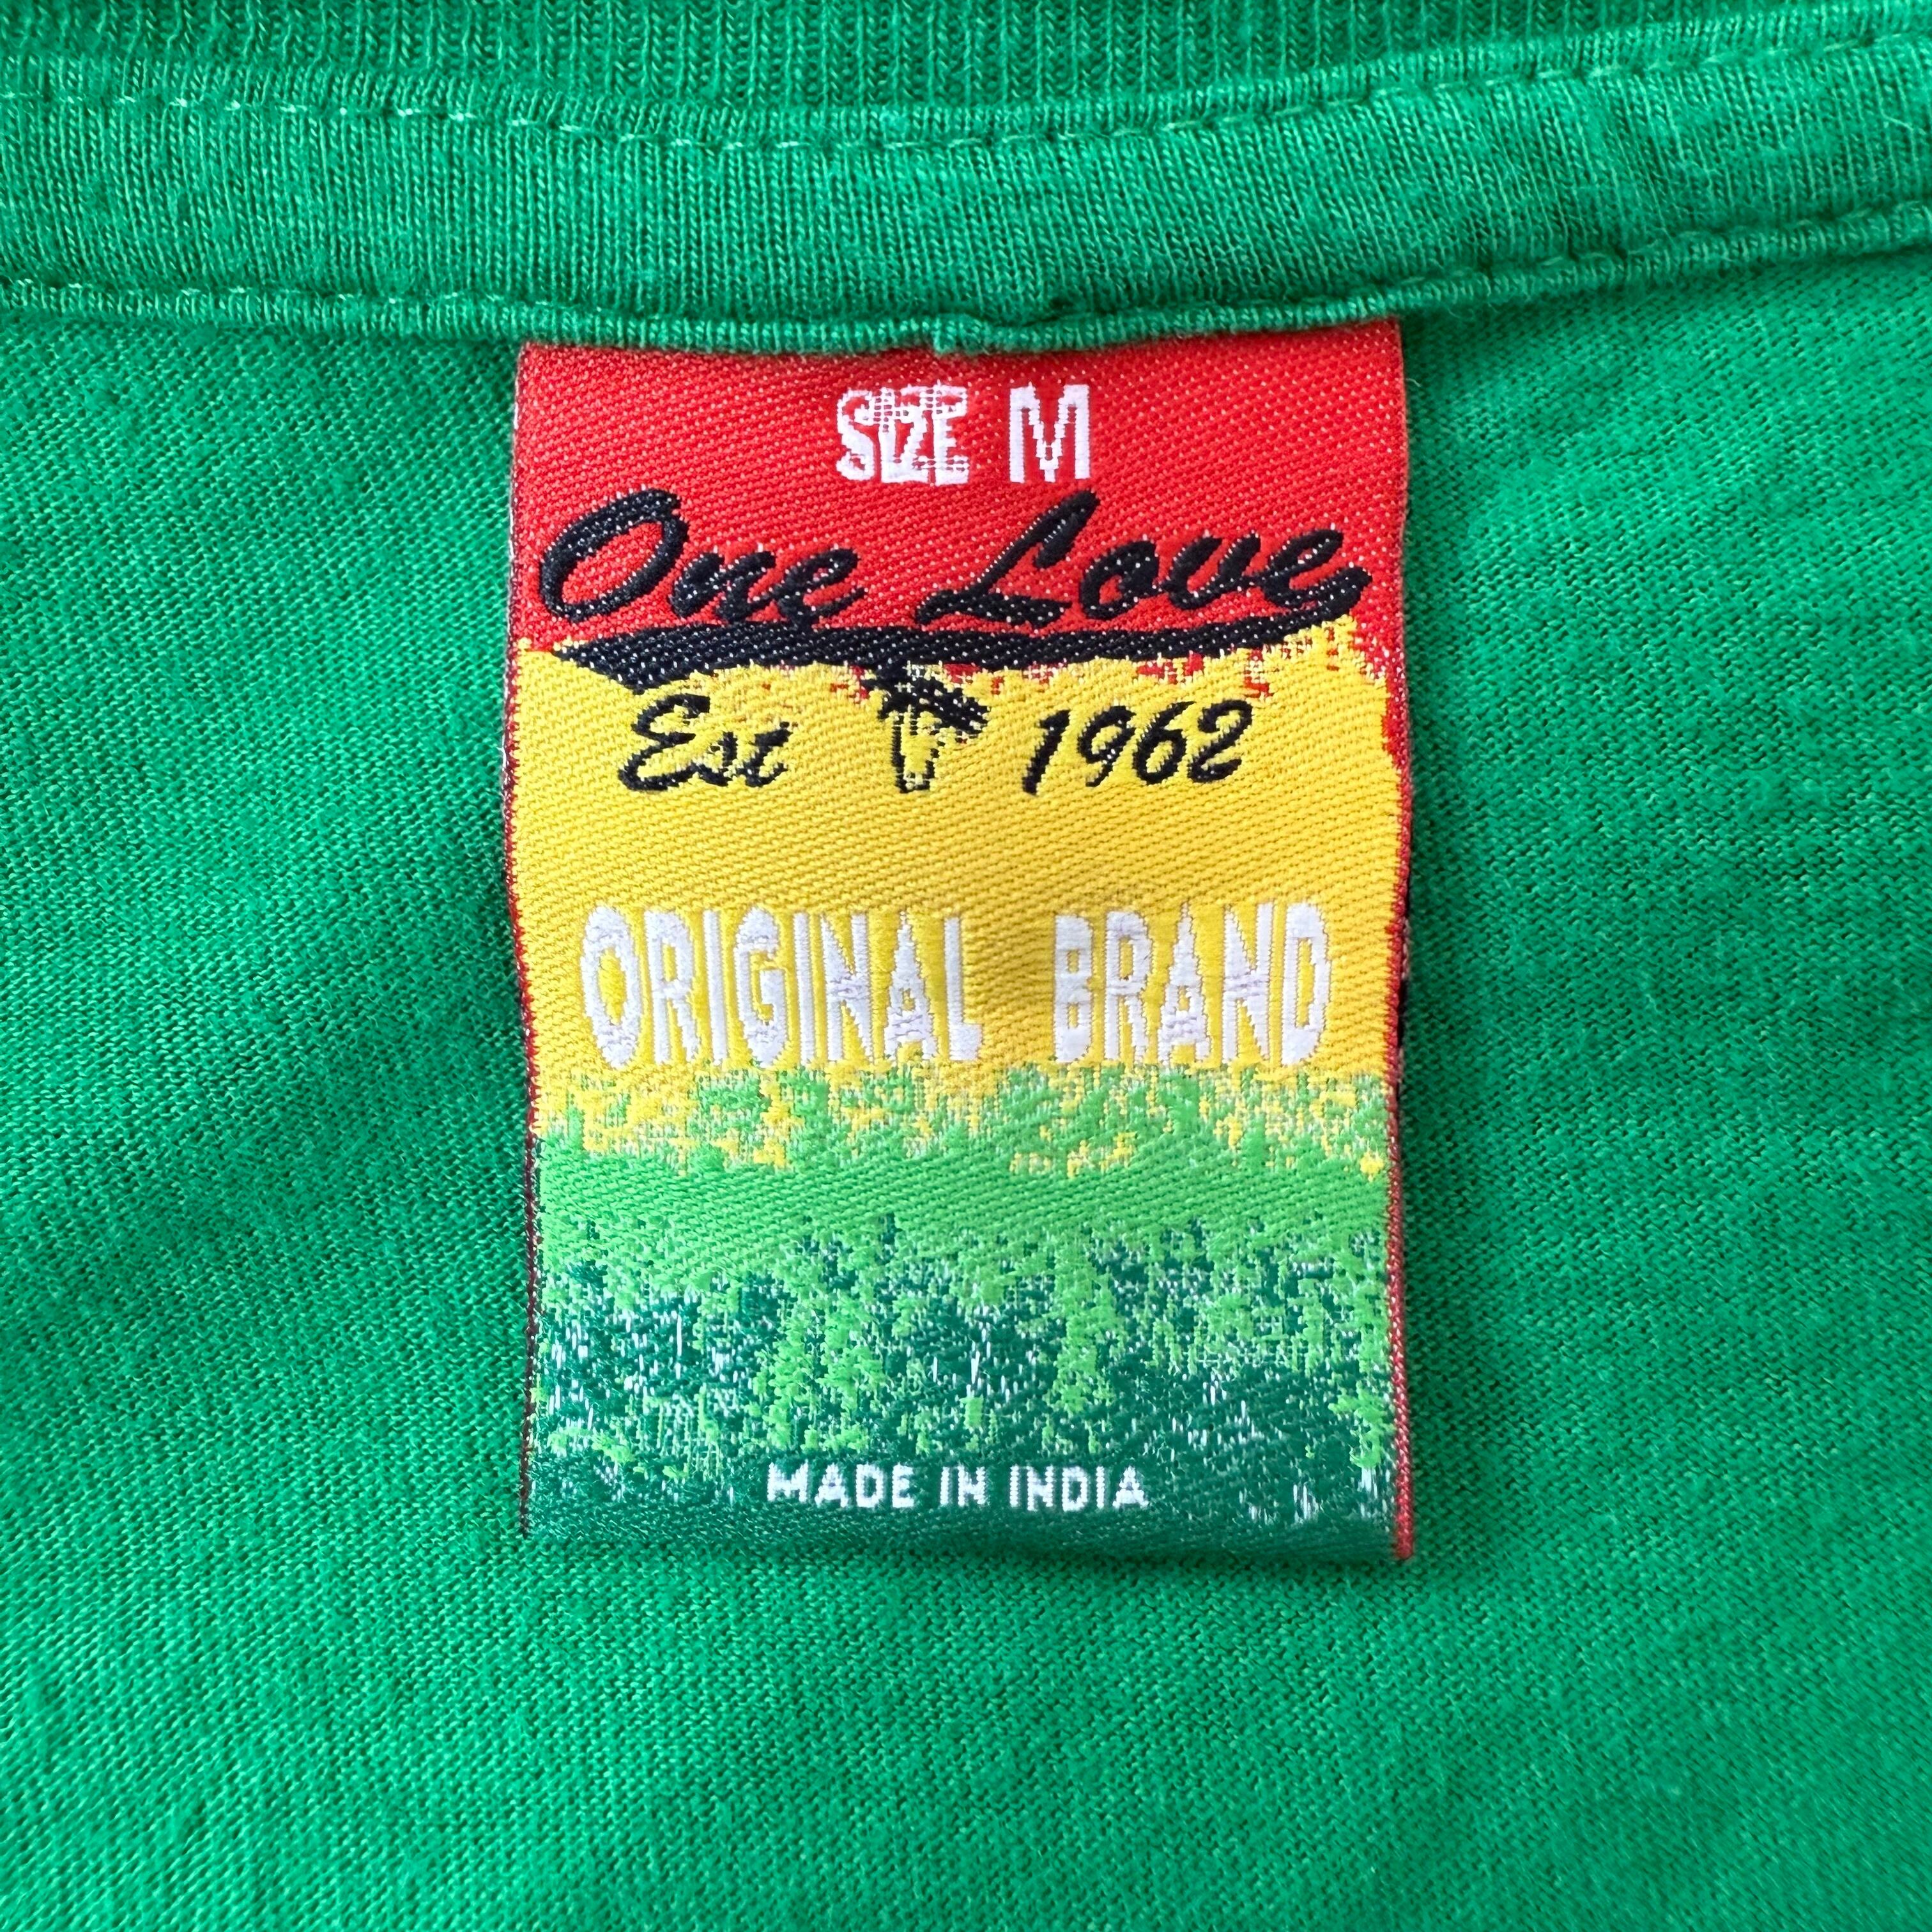 SIZE M
One Love
Est 1962
ORIGINAL BRAND
MADE IN INDIA